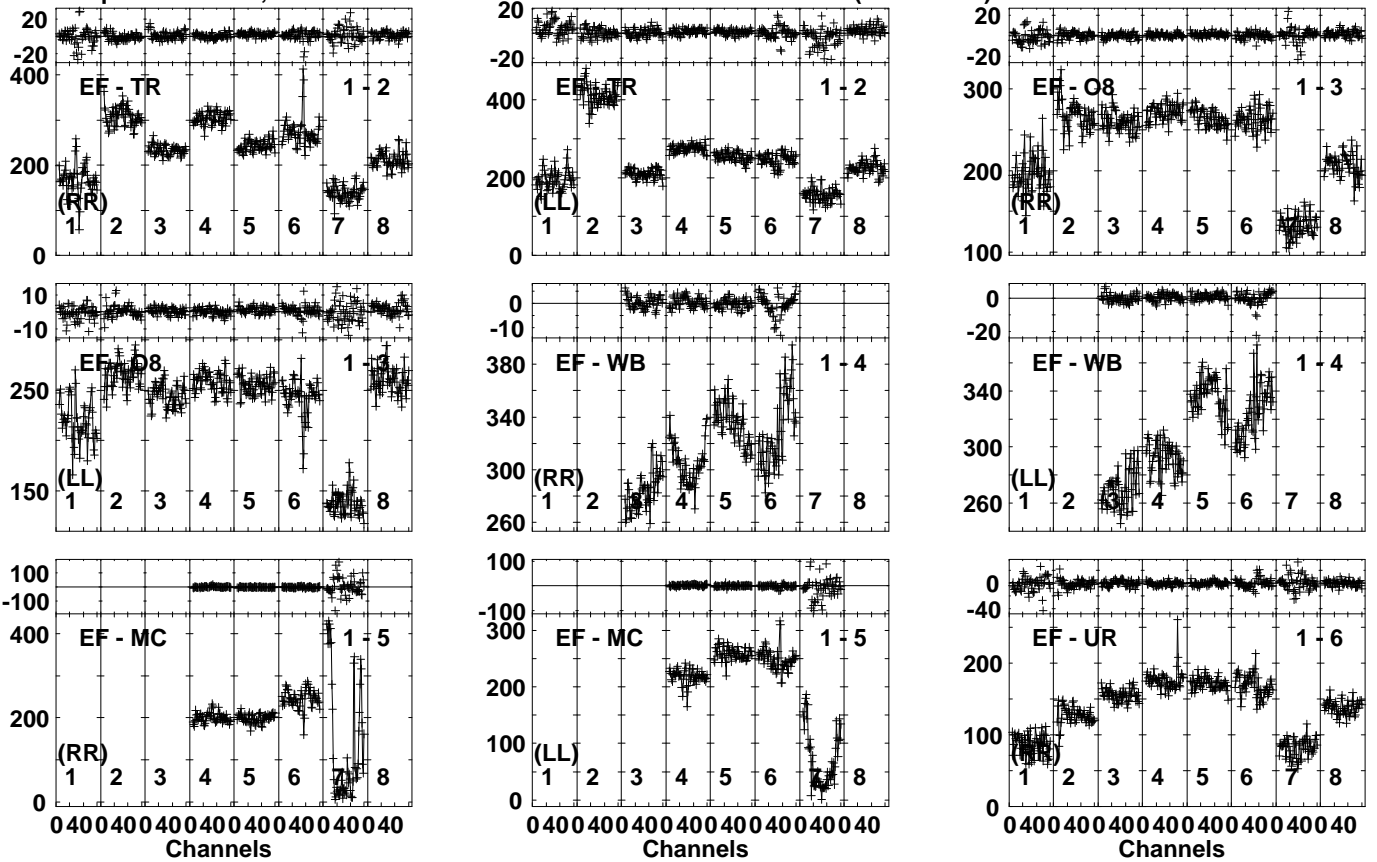 20 20 20
-20 -20 -20
400 EF - TR 1 - 2 400 EF - TR 1 - 2 300 EF - O8 1 - 3
200 200 200
(RR) (LL) (RR)
1 2 3 4 5 6 7 8 1 2 3 4 5 6 7 8 1 2 3 4 5 6 7 8
0 0 100
10 0 0
-10 -10 -20
250 EF - O8 1 - 3 380 EF - WB 1 - 4 340 EF - WB 1 - 4
340 300
150 300 260
(LL) (RR) (LL)
1 2 3 4 5 6 7 8 1 2 3 4 5 6 7 8 1 2 3 4 5 6 7 8
260
100 100 0
-100 -100 -40
400 EF - MC 1 - 5 300 EF - MC 1 - 5 200 EF - UR 1 - 6
200 200 100
100
(RR) (LL) (RR)
1 2 3 4 5 6 7 8 1 2 3 4 5 6 7 8 1 2 3 4 5 6 7 8
0 0 0
0 40 0 40 0 40 0 40 0 40 0 40 0 40 0 40 0 40 0 40 0 40 0 40 0 40 0 40 0 40 0 40 0 40 0 40 0 40 0 40 0 40 0 40 0 40 0 40
Channels Channels Channels